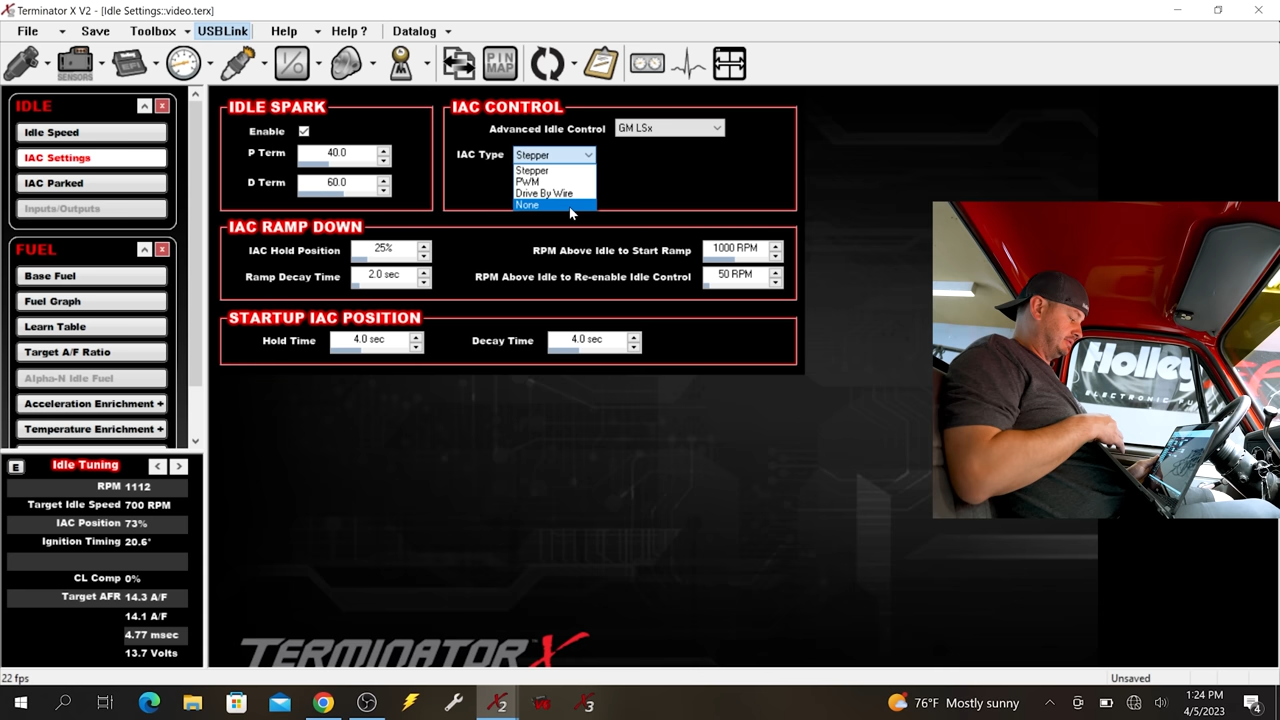 Terminator X V2 - [Idle Settings::video.terx]
File Save Toolbox USBLink Help Help ? Datalog
SENSORS
EFI
I/O
PIN MAP
IDLE
Idle Speed
IAC Settings
IAC Parked
Inputs/Outputs
FUEL
Base Fuel
Fuel Graph
Learn Table
Target A/F Ratio
Alpha-N Idle Fuel
Acceleration Enrichment +
Temperature Enrichment +
E Idle Tuning < >
RPM 1112
Target Idle Speed 700 RPM
IAC Position 73%
Ignition Timing 20.6°
CL Comp 0%
Target AFR 14.3 A/F
14.1 A/F
4.77 msec
13.7 Volts
IDLE SPARK
Enable
P Term 40.0
D Term 60.0
IAC CONTROL
Advanced Idle Control GM LSx
IAC Type Stepper
Stepper
PWM
Drive By Wire
None
IAC RAMP DOWN
IAC Hold Position 25% RPM Above Idle to Start Ramp 1000 RPM
Ramp Decay Time 2.0 sec RPM Above Idle to Re-enable Idle Control 50 RPM
STARTUP IAC POSITION
Hold Time 4.0 sec Decay Time 4.0 sec
Holley
ELECTRONIC FU
TERMINATOR X
22 fps
Unsaved
X2
X3
76°F Mostly sunny
1:24 PM
4/5/2023
4